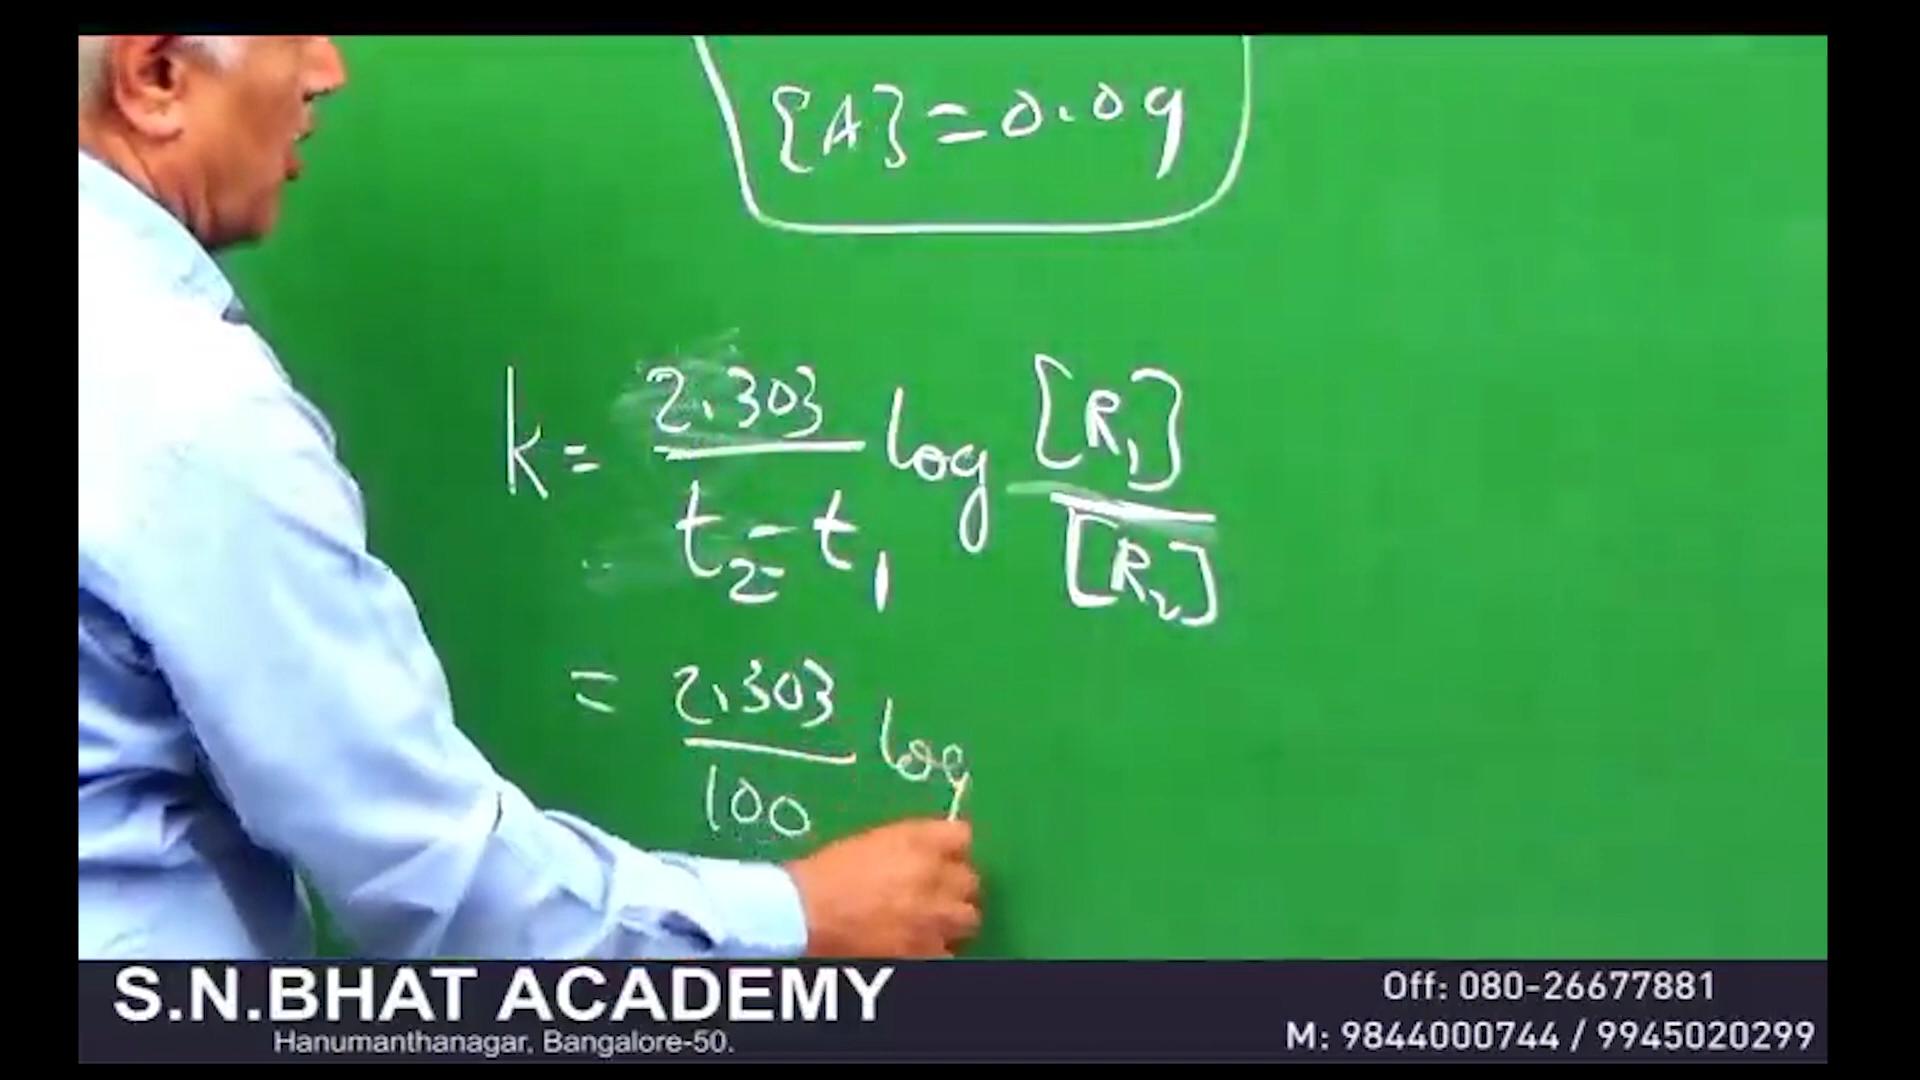 {A} = 0.09
k = 2.303 / t2 - t1 log [R1] / [R2]
= 2.303 / 100 log
S.N.BHAT ACADEMY
Hanumanthanagar, Bangalore-50.
Off: 080-26677881
M: 9844000744 / 9945020299